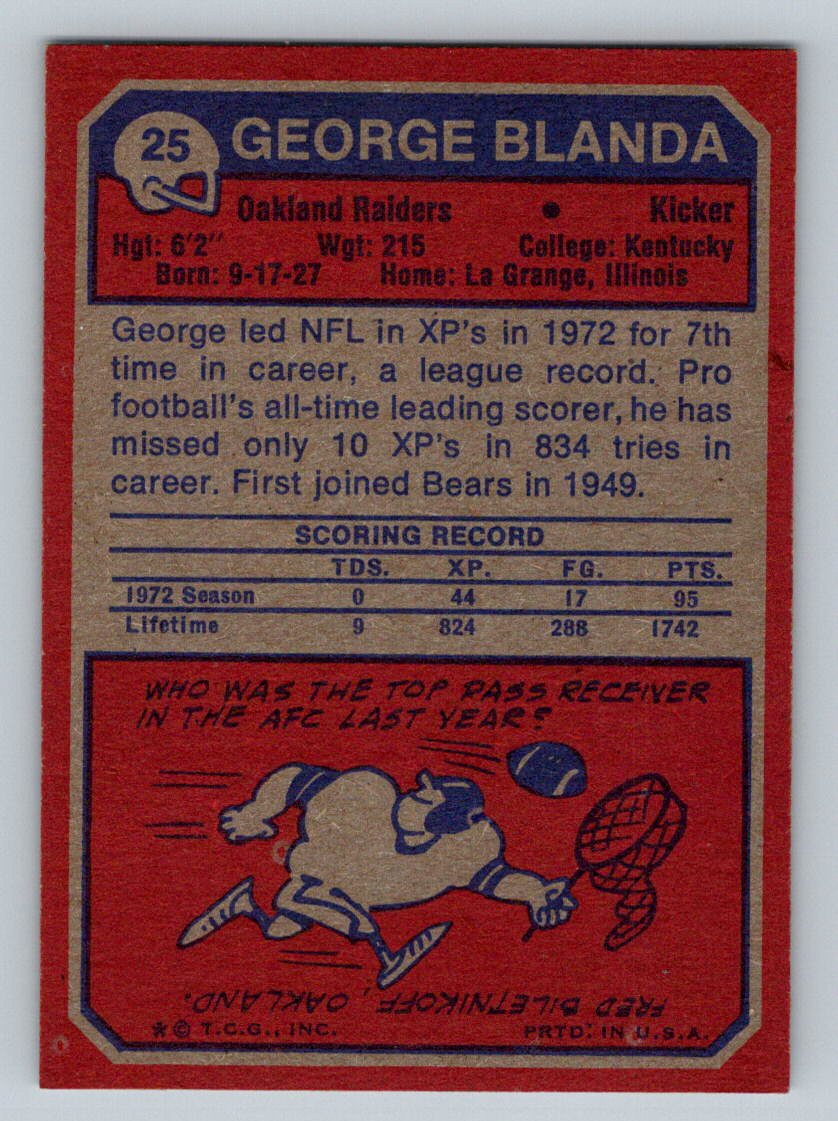 25 GEORGE BLANDA
Oakland Raiders • Kicker
Hgt: 6'2" Wgt: 215 College: Kentucky
Born: 9-17-27 Home: La Grange, Illinois
George led NFL in XP's in 1972 for 7th
time in career, a league record. Pro
football's all-time leading scorer, he has
missed only 10 XP's in 834 tries in
career. First joined Bears in 1949.
SCORING RECORD
TDS. XP. FG. PTS.
1972 Season 0 44 17 95
Lifetime 9 824 288 1742
WHO WAS THE TOP PASS RECEIVER
IN THE AFC LAST YEAR?
FRED BILETNIKOFF, OAKLAND.
* © T.C.G., INC. PRTD. IN U.S.A.